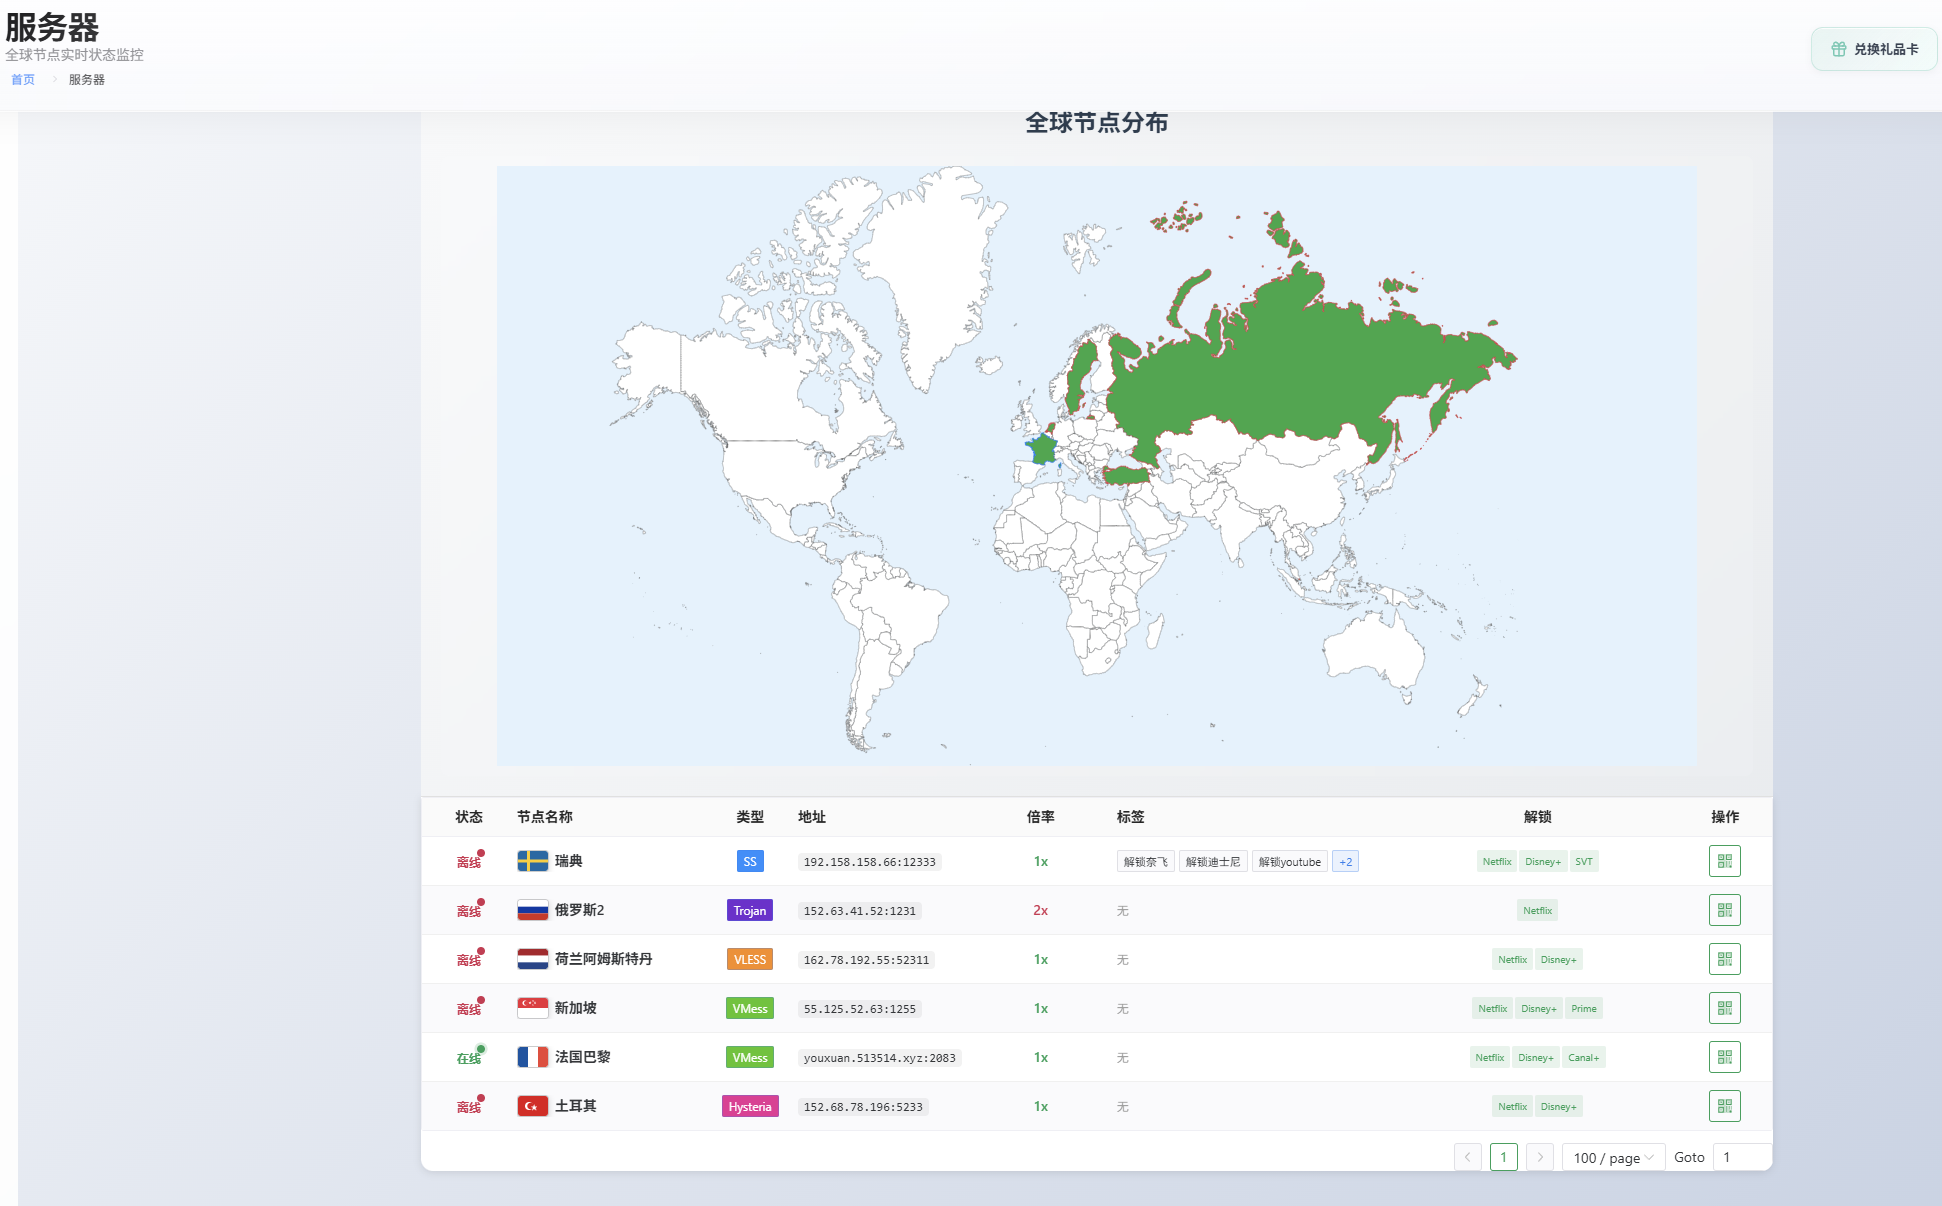 服务器
全球节点实时状态监控
首页 服务器
兑换礼品卡
全球节点分布
状态 节点名称 类型 地址 倍率 标签 解锁 操作
离线 瑞典 SS 192.158.158.66:12333 1x 解锁奈飞 解锁迪士尼 解锁youtube +2 Netflix Disney+ SVT
离线 俄罗斯2 Trojan 152.63.41.52:1231 2x 无 Netflix
离线 荷兰阿姆斯特丹 VLESS 162.78.192.55:52311 1x 无 Netflix Disney+
离线 新加坡 VMess 55.125.52.63:1255 1x 无 Netflix Disney+ Prime
在线 法国巴黎 VMess youxuan.513514.xyz:2083 1x 无 Netflix Disney+ Canal+
离线 土耳其 Hysteria 152.68.78.196:5233 1x 无 Netflix Disney+
1 100 / page Goto 1